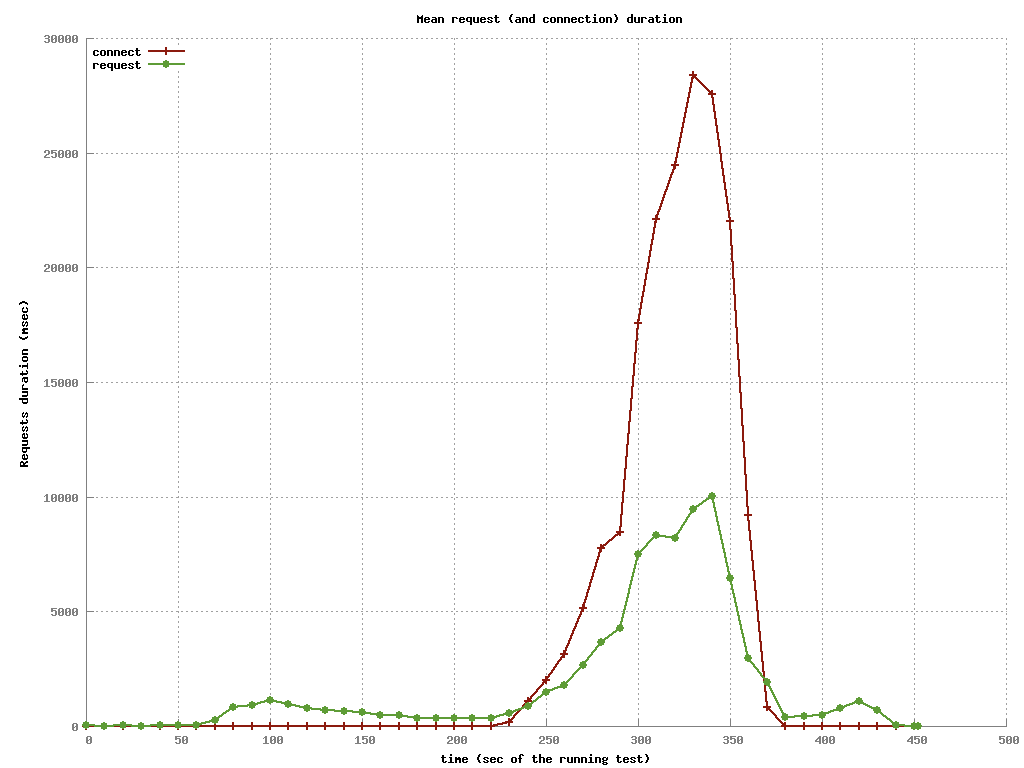 Mean request (and connection) duration
connect
request
30000
25000
20000
15000
10000
5000
0
Requests duration (msec)
0 50 100 150 200 250 300 350 400 450 500
time (sec of the running test)